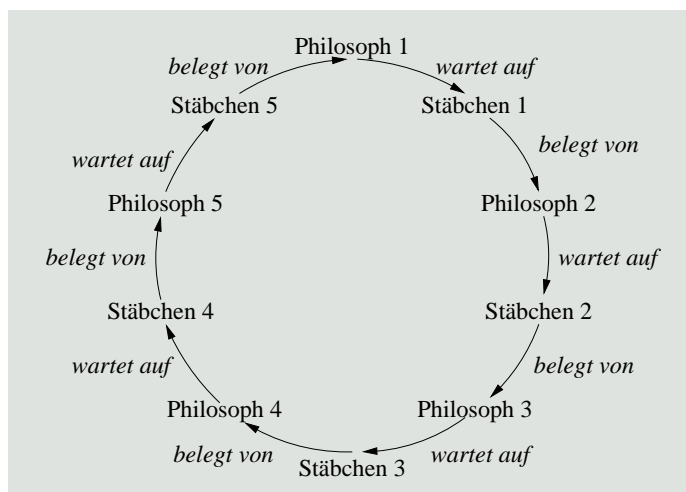 Philosoph 1
wartet auf
Stäbchen 1
belegt von
Philosoph 2
wartet auf
Stäbchen 2
belegt von
Philosoph 3
wartet auf
Stäbchen 3
belegt von
Philosoph 4
wartet auf
Stäbchen 4
belegt von
Philosoph 5
wartet auf
Stäbchen 5
belegt von